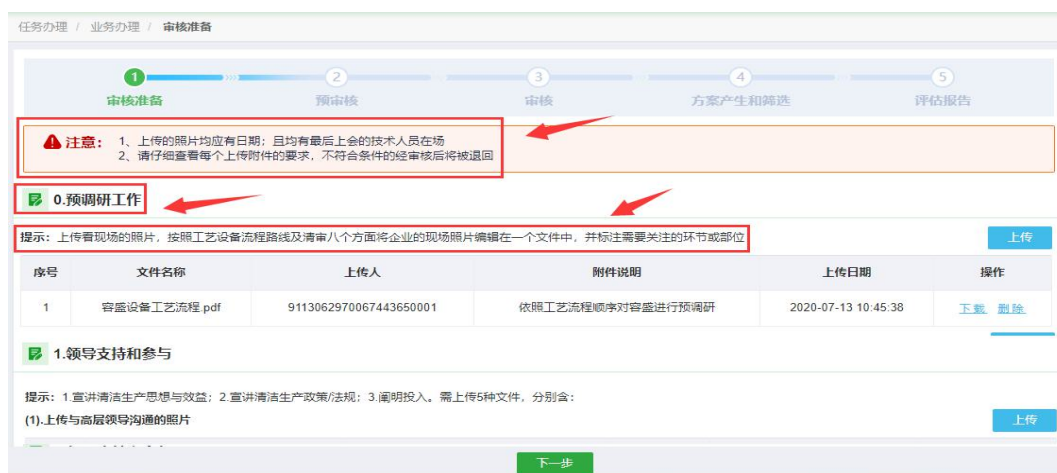 任务办理 / 业务办理 / 审核准备
1 2 3 4 5
审核准备 预审核 审核 方案产生和筛选 评估报告
注意： 1、上传的照片均应有日期；且均有最后上会的技术人员在场
2、请仔细查看每个上传附件的要求，不符合条件的经审核后将被退回
0.预调研工作
提示：上传看现场的照片，按照工艺设备流程路线及清审八个方面将企业的现场照片编辑在一个文件中，并标注需要关注的环节或部位 上传
序号 文件名称 上传人 附件说明 上传日期 操作
1 容盛设备工艺流程.pdf 9113062970067443650001 依照工艺流程顺序对容盛进行预调研 2020-07-13 10:45:38 下载 删除
1.领导支持和参与
提示：1.宣讲清洁生产思想与效益；2.宣讲清洁生产政策/法规；3.阐明投入。需上传5种文件，分别含：
(1).上传与高层领导沟通的照片 上传
下一步